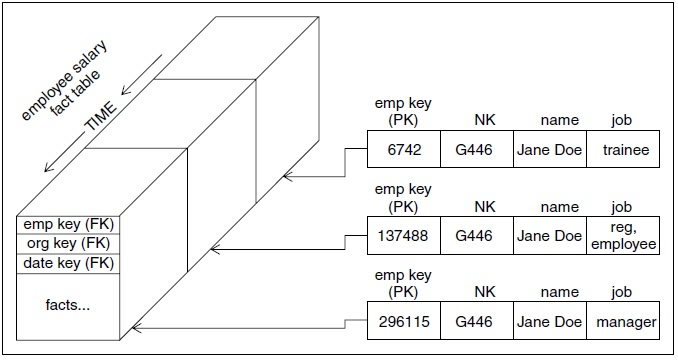 employee salary
fact table
TIME
emp key (FK)
org key (FK)
date key (FK)
facts...
emp key
(PK) NK name job
6742 G446 Jane Doe trainee
emp key
(PK) NK name job
137488 G446 Jane Doe reg,
employee
emp key
(PK) NK name job
296115 G446 Jane Doe manager